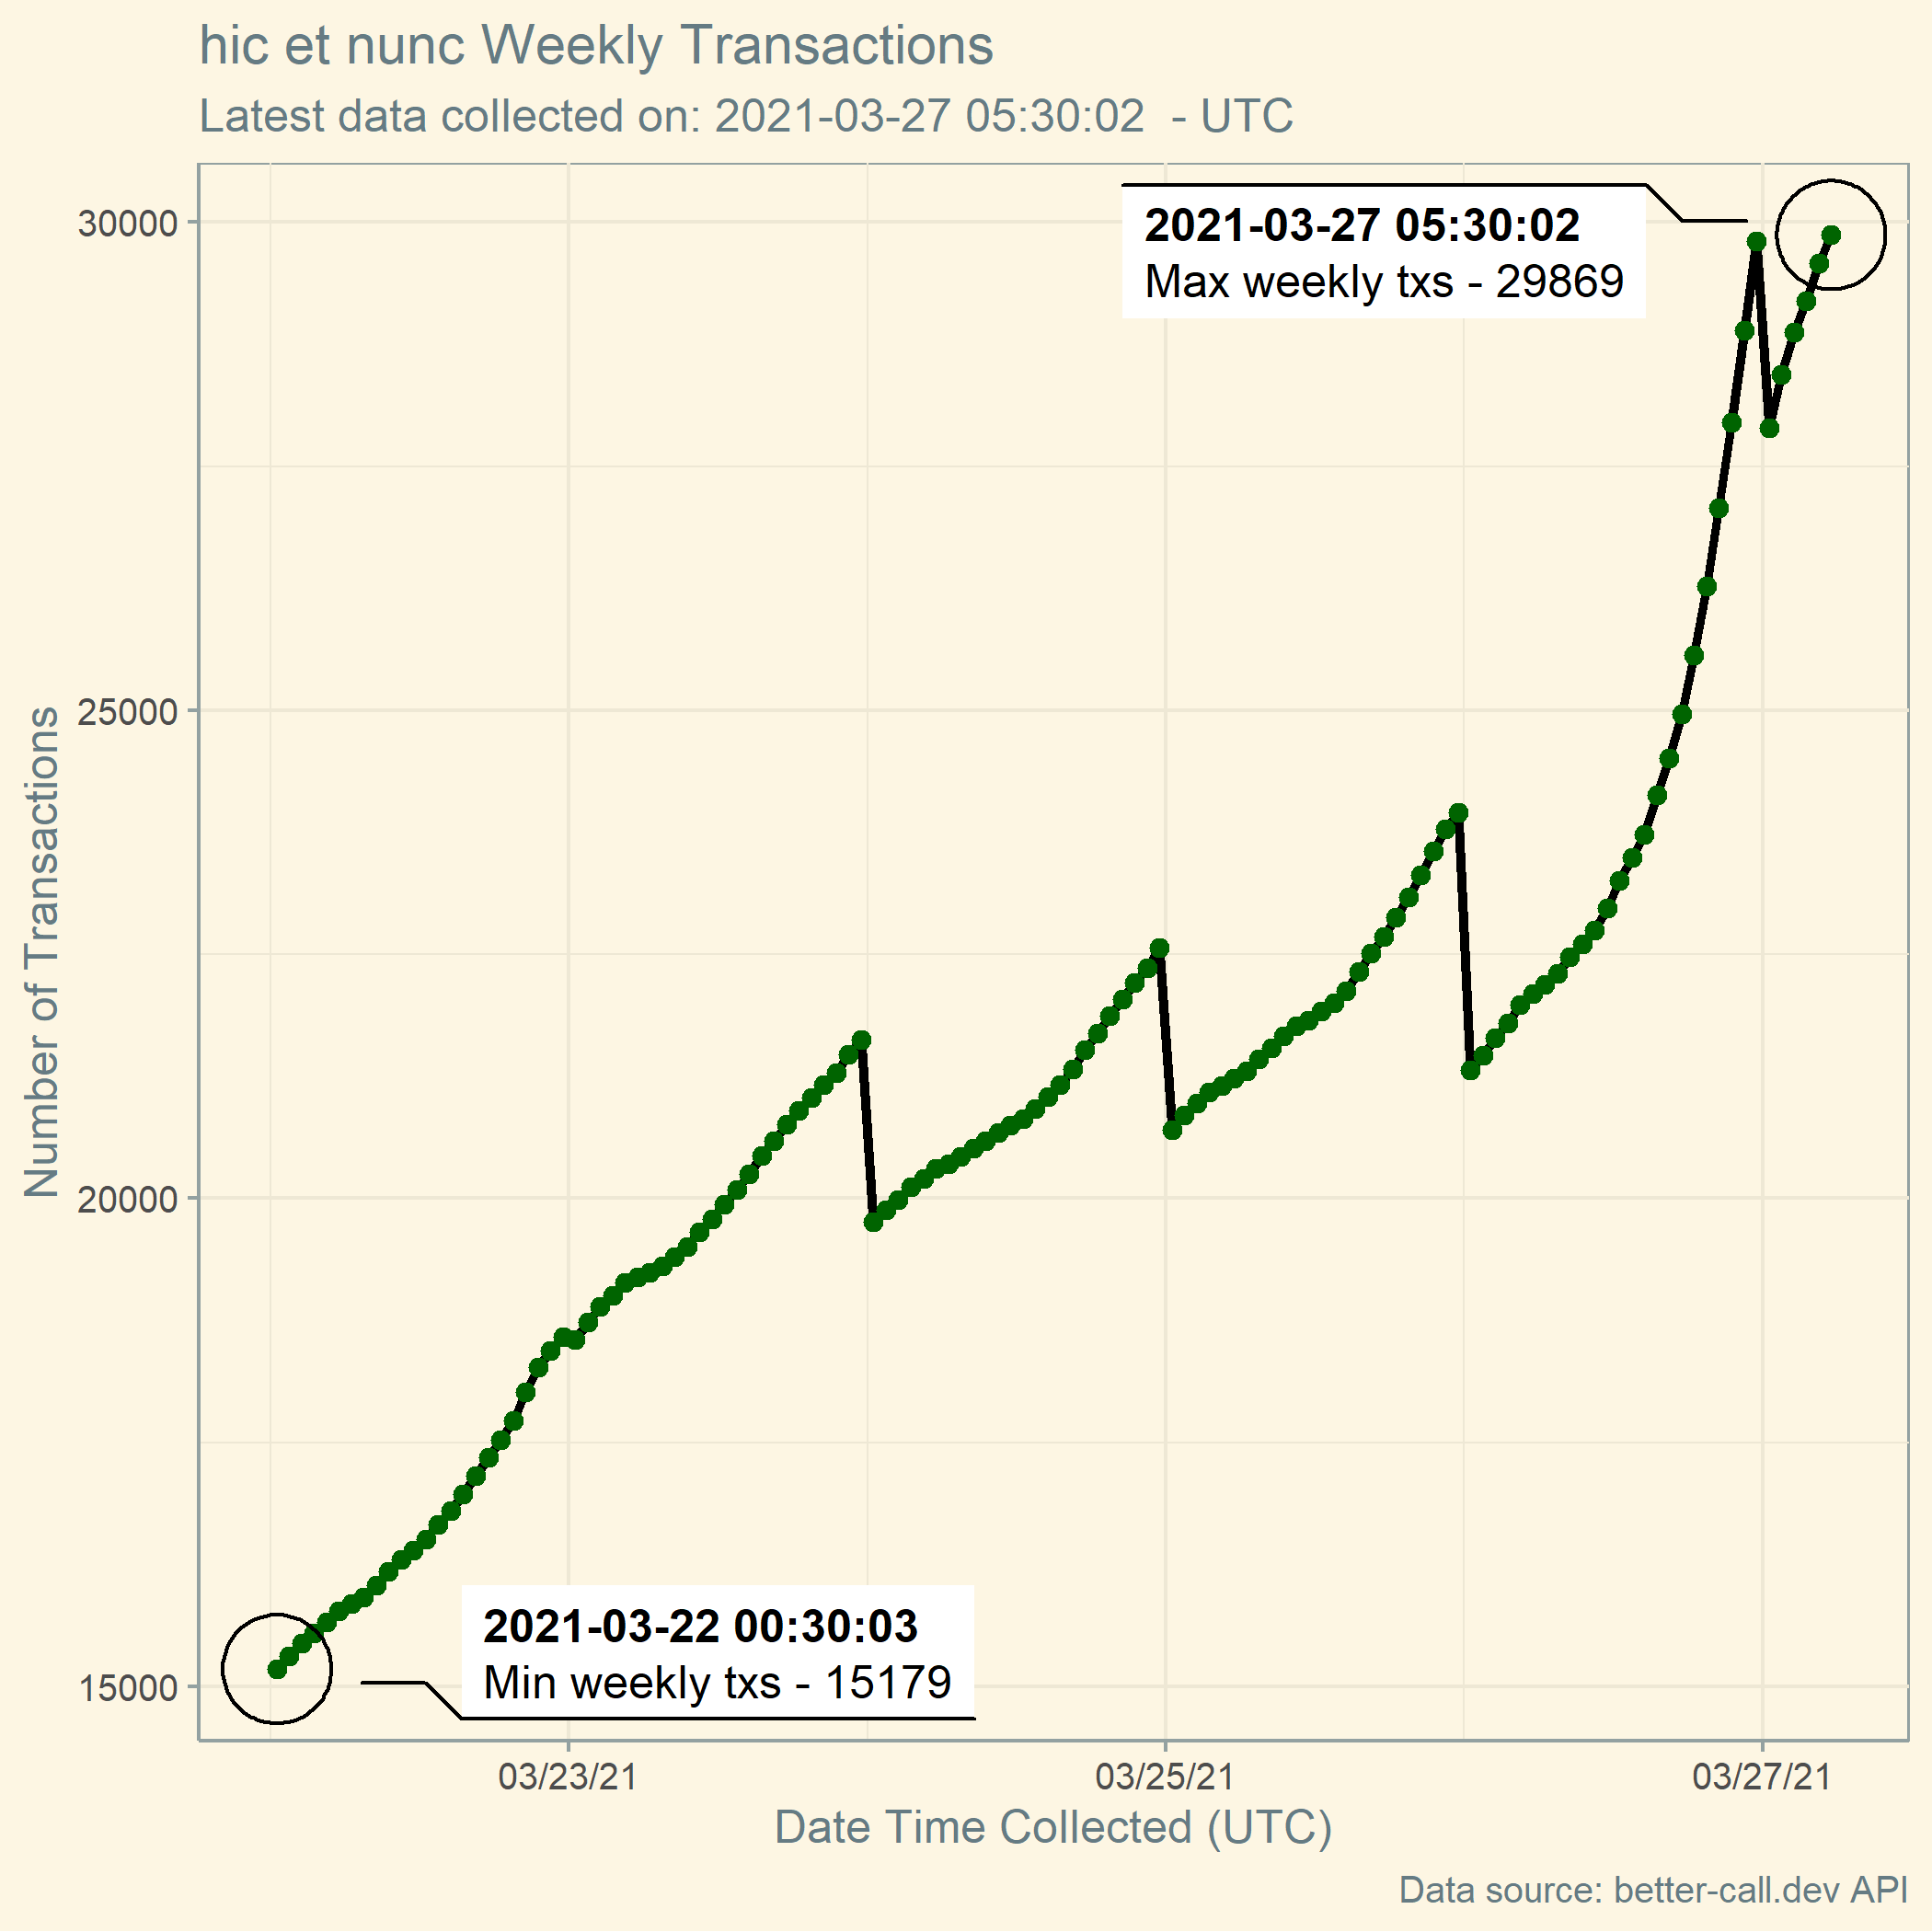 hic et nunc Weekly Transactions
Latest data collected on: 2021-03-27 05:30:02  - UTC
Number of Transactions
30000
25000
20000
15000
2021-03-27 05:30:02
Max weekly txs - 29869
2021-03-22 00:30:03
Min weekly txs - 15179
03/23/21
03/25/21
03/27/21
Date Time Collected (UTC)
Data source: better-call.dev API